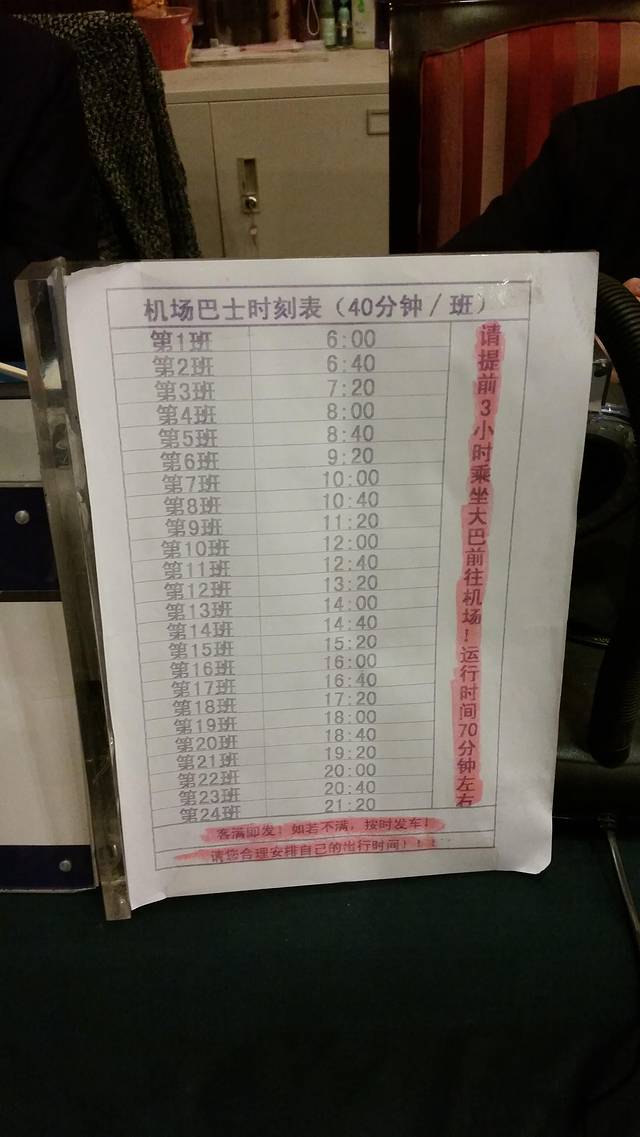 机场巴士时刻表（40分钟／班）
第1班 6:00
第2班 6:40
第3班 7:20
第4班 8:00
第5班 8:40
第6班 9:20
第7班 10:00
第8班 10:40
第9班 11:20
第10班 12:00
第11班 12:40
第12班 13:20
第13班 14:00
第14班 14:40
第15班 15:20
第16班 16:00
第17班 16:40
第18班 17:20
第19班 18:00
第20班 18:40
第21班 19:20
第22班 20:00
第23班 20:40
第24班 21:20
请提前3小时乘坐大巴前往机场！运行时间70分钟左右
客满即发！如若不满，按时发车！
请您合理安排自己的出行时间！！！